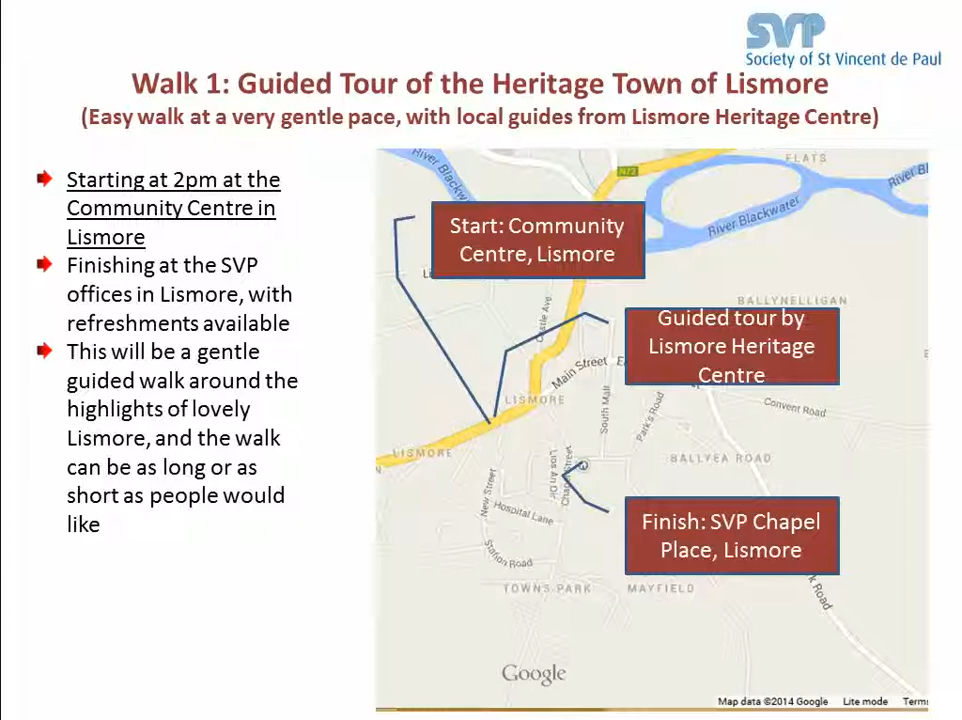 SVP
Society of St Vincent de Paul
Walk 1: Guided Tour of the Heritage Town of Lismore
(Easy walk at a very gentle pace, with local guides from Lismore Heritage Centre)
Starting at 2pm at the
Community Centre in
Lismore
Finishing at the SVP
offices in Lismore, with
refreshments available
This will be a gentle
guided walk around the
highlights of lovely
Lismore, and the walk
can be as long or as
short as people would
like
FLATS
N72
River Blackw
River Bl
River Blackwater
Start: Community
Centre, Lismore
Li
Castle Ave
BALLYNELLIGAN
Guided tour by
Lismore Heritage
Centre
Main Street
LISMORE
South Mall
Park's Road
Convent Road
LISMORE
BALLYEA ROAD
New Street
Chapel Street
Hospital Lane
Finish: SVP Chapel
Place, Lismore
Station Road
TOWNS PARK
MAYFIELD
k Road
Google
Map data ©2014 Google
Lite mode
Terms